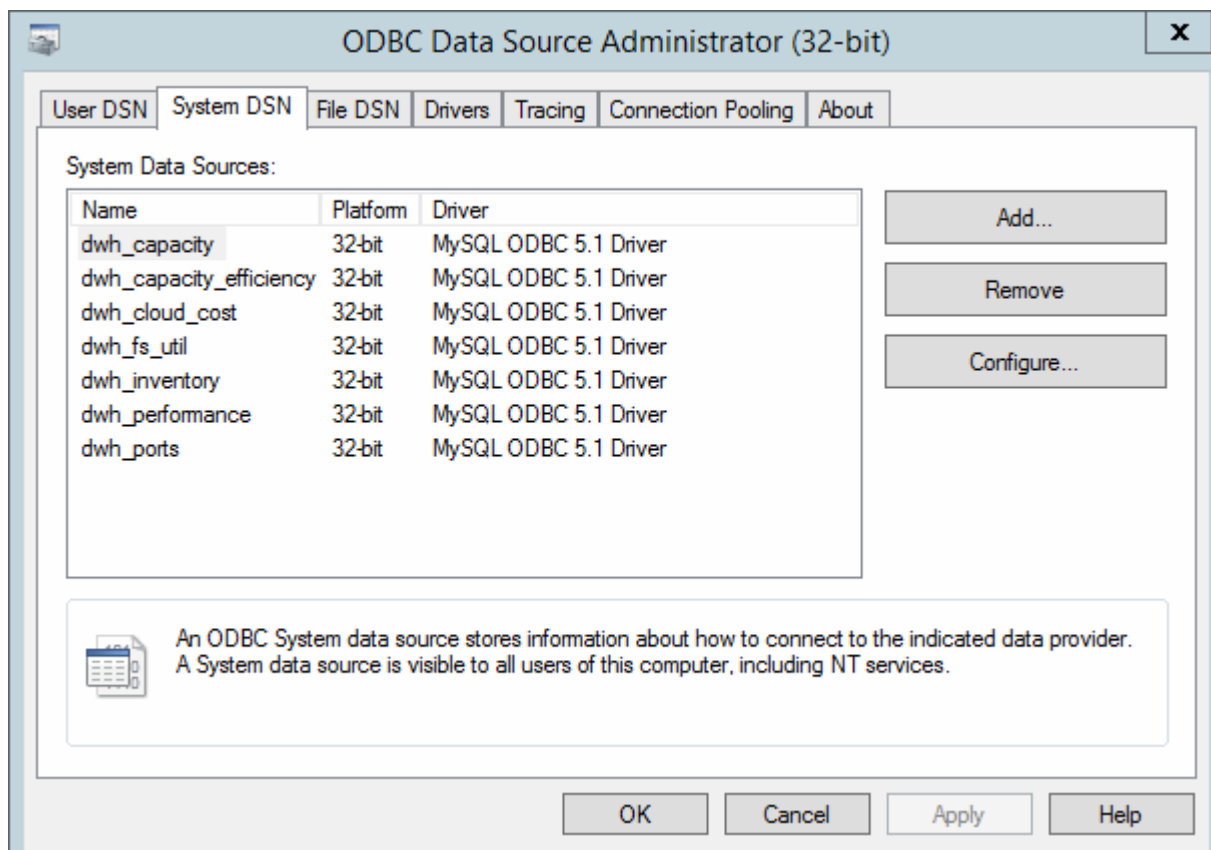 ODBC Data Source Administrator (32-bit)
x
User DSN System DSN File DSN Drivers Tracing Connection Pooling About
System Data Sources:
Name Platform Driver
dwh_capacity 32-bit MySQL ODBC 5.1 Driver
dwh_capacity_efficiency 32-bit MySQL ODBC 5.1 Driver
dwh_cloud_cost 32-bit MySQL ODBC 5.1 Driver
dwh_fs_util 32-bit MySQL ODBC 5.1 Driver
dwh_inventory 32-bit MySQL ODBC 5.1 Driver
dwh_performance 32-bit MySQL ODBC 5.1 Driver
dwh_ports 32-bit MySQL ODBC 5.1 Driver
Add...
Remove
Configure...
An ODBC System data source stores information about how to connect to the indicated data provider.
A System data source is visible to all users of this computer, including NT services.
OK Cancel Apply Help